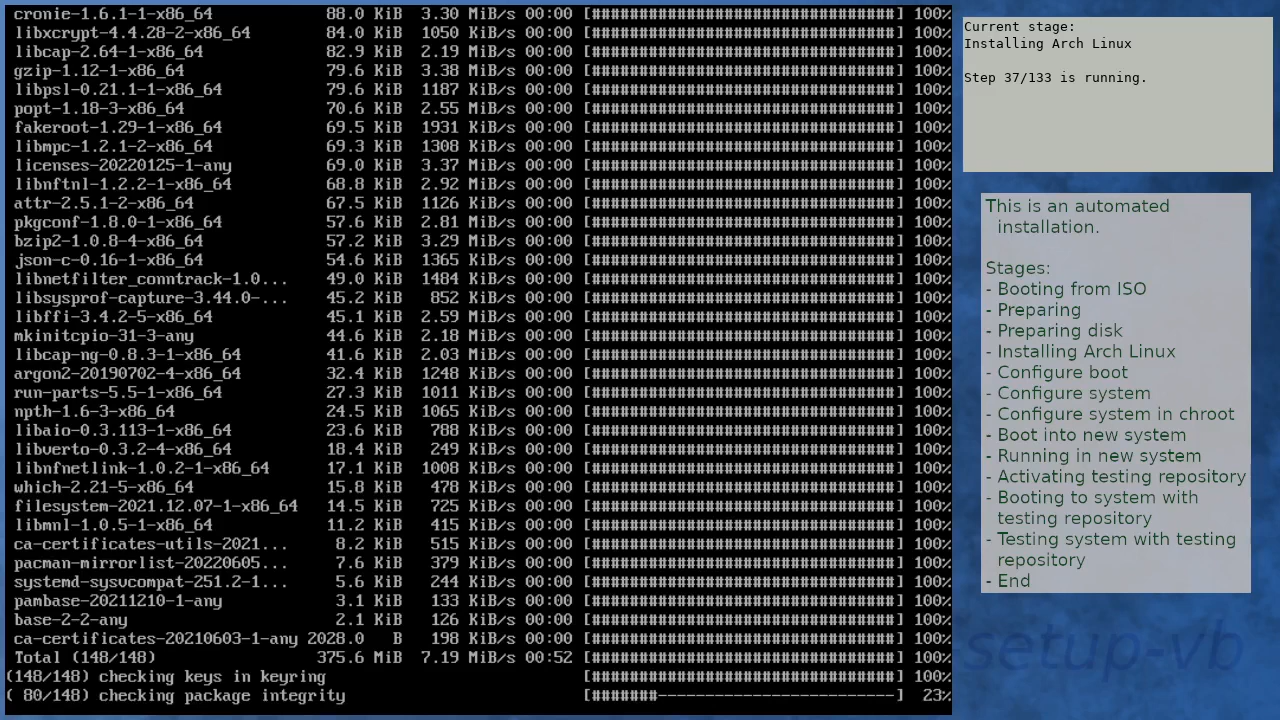 cronie-1.6.1-1-x86_64 88.0 KiB 3.30 MiB/s 00:00 [################################] 100%
libxcrypt-4.4.28-2-x86_64 84.0 KiB 1050 KiB/s 00:00 [################################] 100%
libcap-2.64-1-x86_64 82.9 KiB 2.19 MiB/s 00:00 [################################] 100%
gzip-1.12-1-x86_64 79.6 KiB 3.38 MiB/s 00:00 [################################] 100%
libpsl-0.21.1-1-x86_64 79.6 KiB 1187 KiB/s 00:00 [################################] 100%
popt-1.18-3-x86_64 70.6 KiB 2.55 MiB/s 00:00 [################################] 100%
fakeroot-1.29-1-x86_64 69.5 KiB 1931 KiB/s 00:00 [################################] 100%
libmpc-1.2.1-2-x86_64 69.3 KiB 1308 KiB/s 00:00 [################################] 100%
licenses-20220125-1-any 69.0 KiB 3.37 MiB/s 00:00 [################################] 100%
libnftnl-1.2.2-1-x86_64 68.8 KiB 2.92 MiB/s 00:00 [################################] 100%
attr-2.5.1-2-x86_64 67.5 KiB 1126 KiB/s 00:00 [################################] 100%
pkgconf-1.8.0-1-x86_64 57.6 KiB 2.81 MiB/s 00:00 [################################] 100%
bzip2-1.0.8-4-x86_64 57.2 KiB 3.29 MiB/s 00:00 [################################] 100%
json-c-0.16-1-x86_64 54.6 KiB 1365 KiB/s 00:00 [################################] 100%
libnetfilter_conntrack-1.0... 49.0 KiB 1484 KiB/s 00:00 [################################] 100%
libsysprof-capture-3.44.0-... 45.2 KiB 852 KiB/s 00:00 [################################] 100%
libffi-3.4.2-5-x86_64 45.1 KiB 2.59 MiB/s 00:00 [################################] 100%
mkinitcpio-31-3-any 44.6 KiB 2.18 MiB/s 00:00 [################################] 100%
libcap-ng-0.8.3-1-x86_64 41.6 KiB 2.03 MiB/s 00:00 [################################] 100%
argon2-20190702-4-x86_64 32.4 KiB 1248 KiB/s 00:00 [################################] 100%
run-parts-5.5-1-x86_64 27.3 KiB 1011 KiB/s 00:00 [################################] 100%
npth-1.6-3-x86_64 24.5 KiB 1065 KiB/s 00:00 [################################] 100%
libaio-0.3.113-1-x86_64 23.6 KiB 788 KiB/s 00:00 [################################] 100%
libverto-0.3.2-4-x86_64 18.4 KiB 249 KiB/s 00:00 [################################] 100%
libnfnetlink-1.0.2-1-x86_64 17.1 KiB 1008 KiB/s 00:00 [################################] 100%
which-2.21-5-x86_64 15.8 KiB 478 KiB/s 00:00 [################################] 100%
filesystem-2021.12.07-1-x86_64 14.5 KiB 725 KiB/s 00:00 [################################] 100%
libmnl-1.0.5-1-x86_64 11.2 KiB 415 KiB/s 00:00 [################################] 100%
ca-certificates-utils-2021... 8.2 KiB 515 KiB/s 00:00 [################################] 100%
pacman-mirrorlist-20220605... 7.6 KiB 379 KiB/s 00:00 [################################] 100%
systemd-sysvcompat-251.2-1... 5.6 KiB 244 KiB/s 00:00 [################################] 100%
pambase-20211210-1-any 3.1 KiB 133 KiB/s 00:00 [################################] 100%
base-2-2-any 2.1 KiB 126 KiB/s 00:00 [################################] 100%
ca-certificates-20210603-1-any 2028.0 B 198 KiB/s 00:00 [################################] 100%
Total (148/148) 375.6 MiB 7.19 MiB/s 00:52 [################################] 100%
(148/148) checking keys in keyring [################################] 100%
( 80/148) checking package integrity [#######-------------------------] 23%
Current stage:
Installing Arch Linux
Step 37/133 is running.
This is an automated
installation.
Stages:
- Booting from ISO
- Preparing
- Preparing disk
- Installing Arch Linux
- Configure boot
- Configure system
- Configure system in chroot
- Boot into new system
- Running in new system
- Activating testing repository
- Booting to system with
testing repository
- Testing system with testing
repository
- End
setup-vb